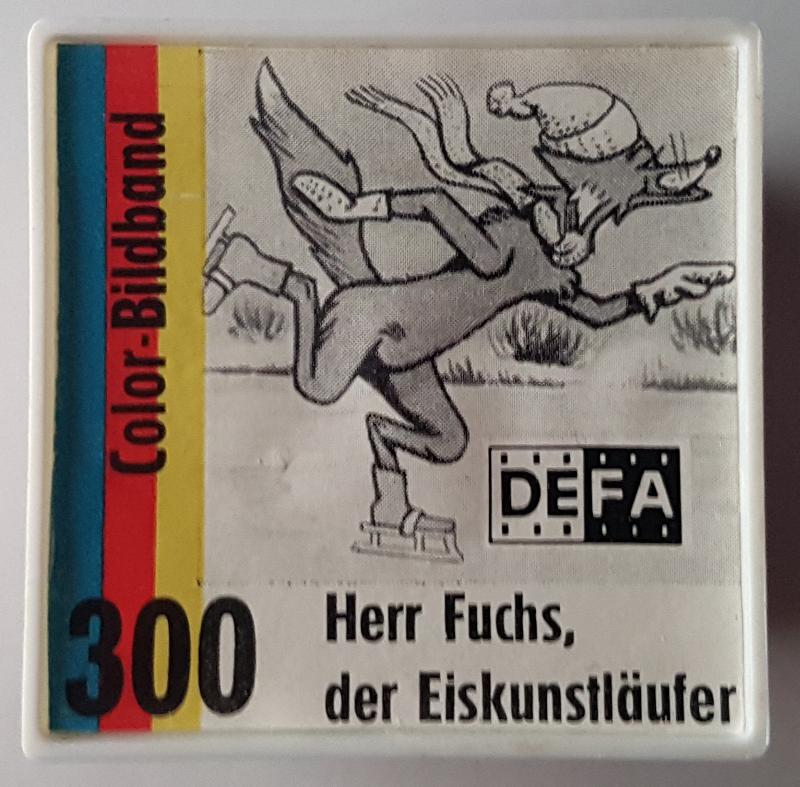 Color-Bildband
DEFA
300
Herr Fuchs,
der Eiskunstläufer